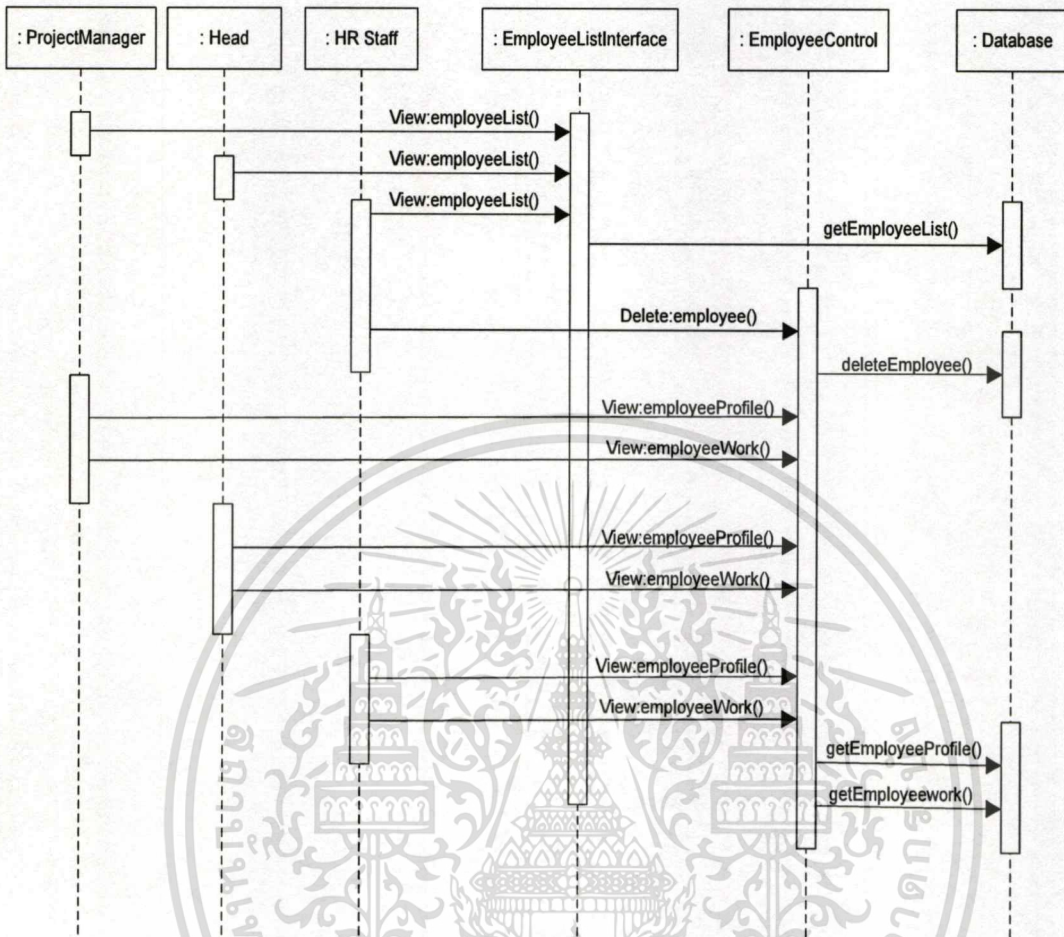 : ProjectManager
: Head
: HR Staff
: EmployeeListInterface
: EmployeeControl
: Database
View:employeeList()
View:employeeList()
View:employeeList()
getEmployeeList()
Delete:employee()
deleteEmployee()
View:employeeProfile()
View:employeeWork()
View:employeeProfile()
View:employeeWork()
View:employeeProfile()
View:employeeWork()
getEmployeeProfile()
getEmployeework()